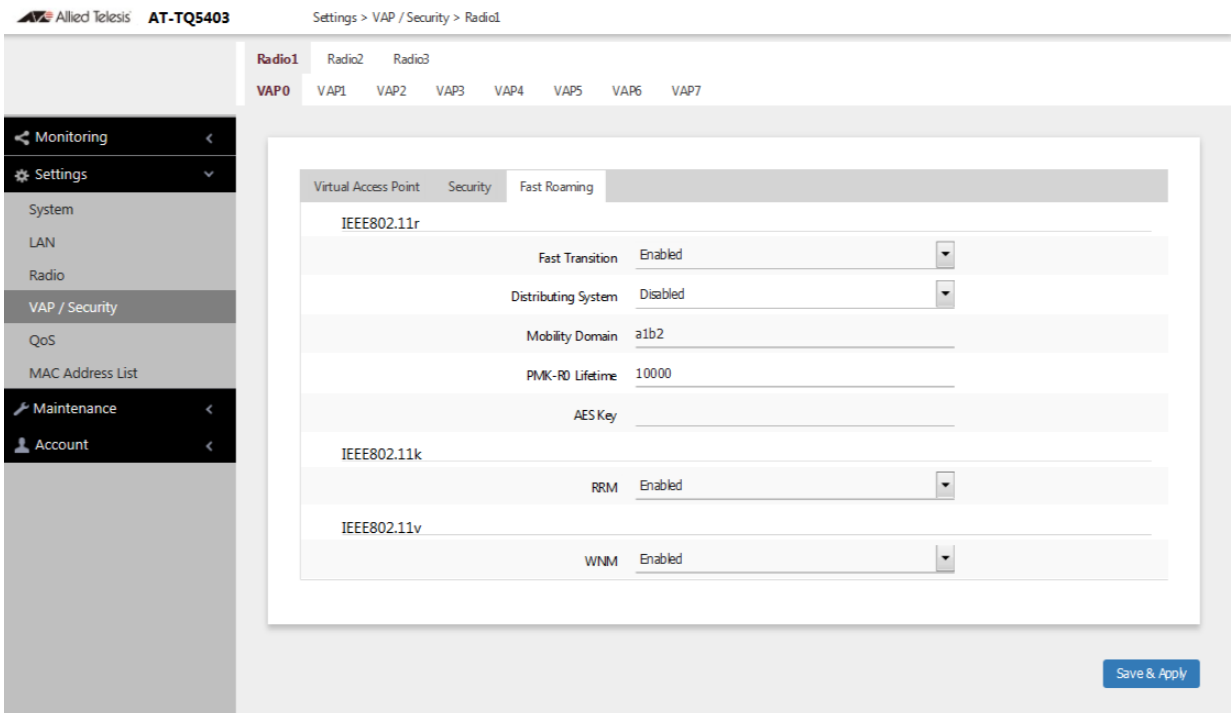 Allied Telesis AT-TQ5403 Settings > VAP / Security > Radio1
Radio1 Radio2 Radio3
VAP0 VAP1 VAP2 VAP3 VAP4 VAP5 VAP6 VAP7
Monitoring
Settings
System
LAN
Radio
VAP / Security
QoS
MAC Address List
Maintenance
Account
Virtual Access Point Security Fast Roaming
IEEE802.11r
Fast Transition Enabled
Distributing System Disabled
Mobility Domain a1b2
PMK-R0 Lifetime 10000
AES Key
IEEE802.11k
RRM Enabled
IEEE802.11v
WNM Enabled
Save & Apply